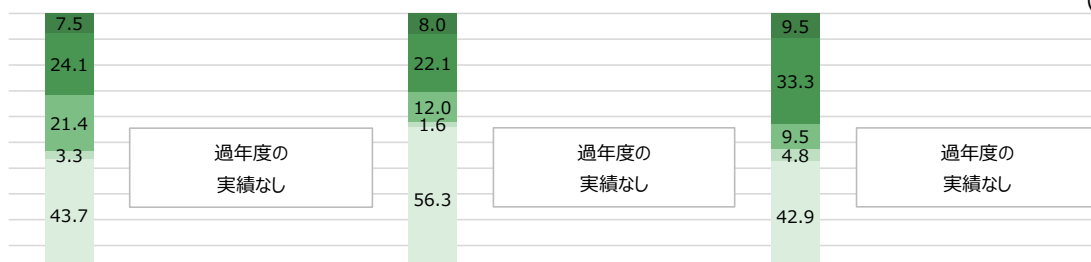 7.5
24.1
21.4
3.3
43.7
過年度の
実績なし
8.0
22.1
12.0
1.6
56.3
過年度の
実績なし
9.5
33.3
9.5
4.8
42.9
過年度の
実績なし